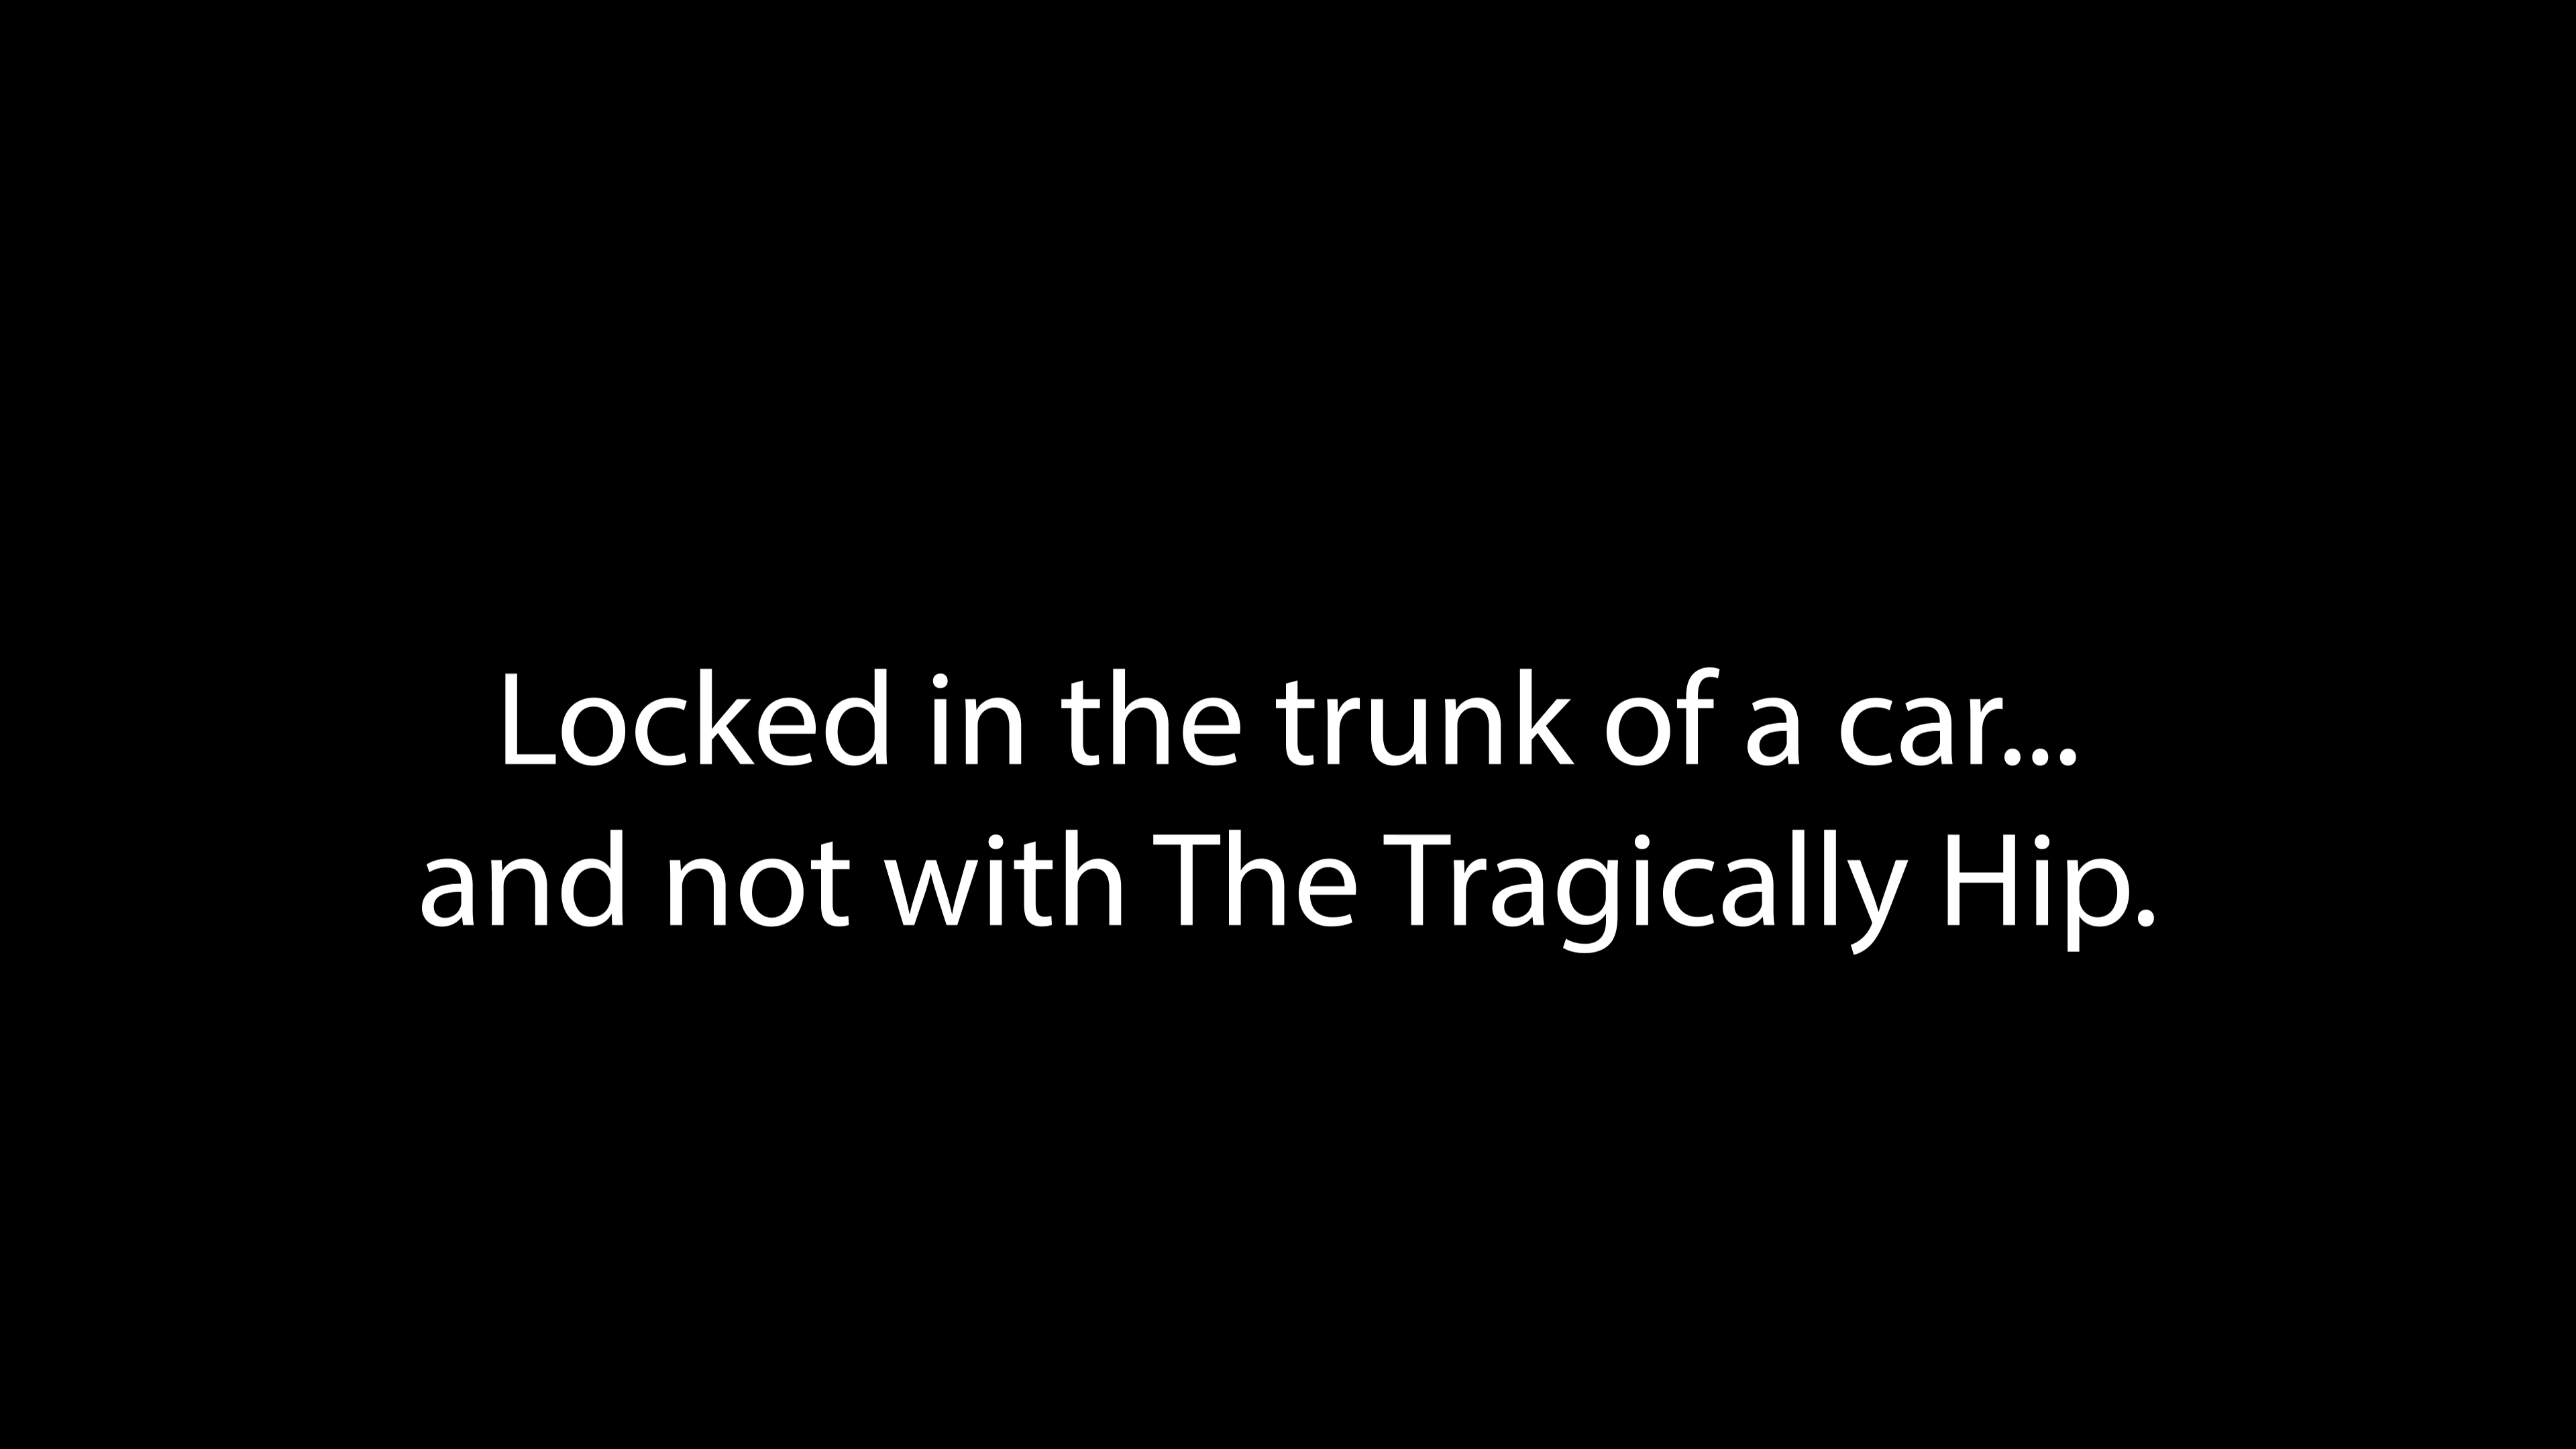 Locked in the trunk of a car...
and not with The Tragically Hip.